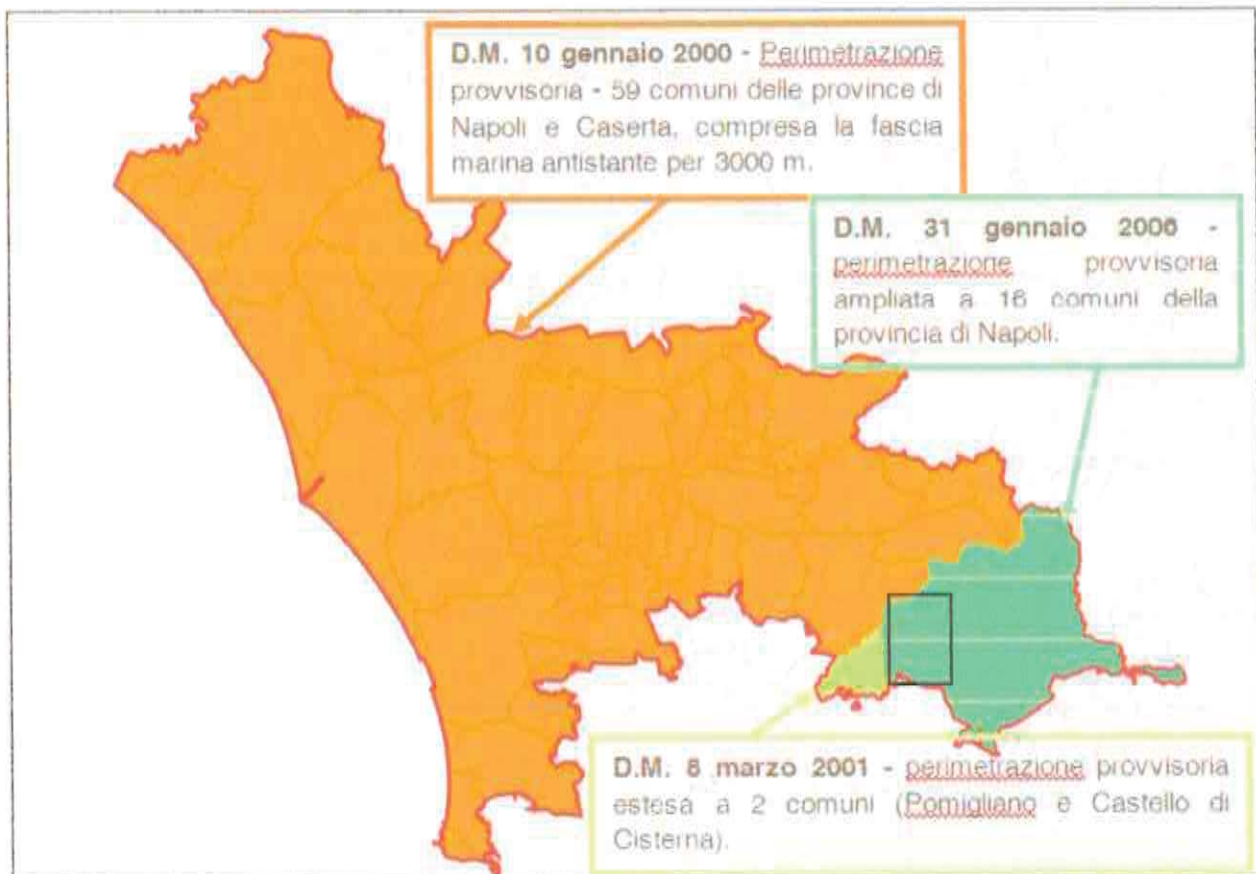 D.M. 10 gennaio 2000 - Perimetrazione
provvisoria - 59 comuni delle province di
Napoli e Caserta, compresa la fascia
marina antistante per 3000 m.
D.M. 31 gennaio 2006 -
perimetrazione provvisoria
ampliata a 16 comuni della
provincia di Napoli.
D.M. 8 marzo 2001 - perimetrazione provvisoria
estesa a 2 comuni (Pomigliano e Castello di
Cisterna).